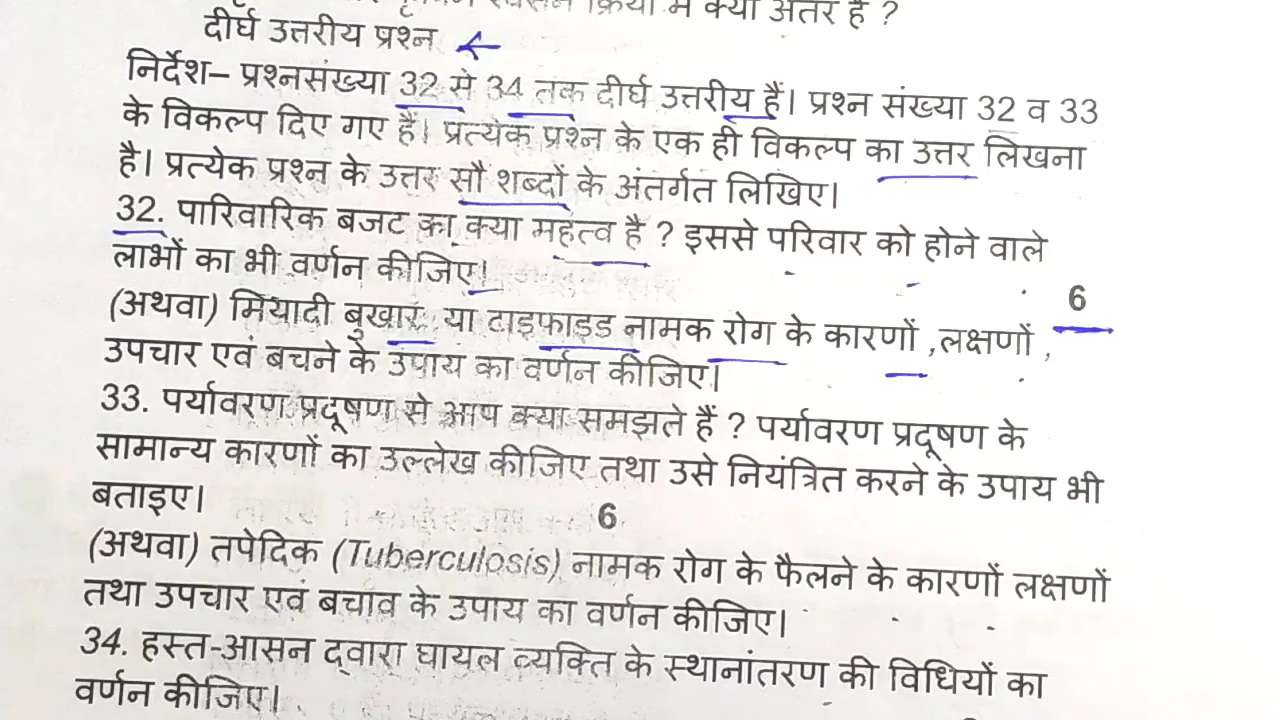 क्रिया में क्या अंतर है ?
दीर्घ उत्तरीय प्रश्न
निर्देश– प्रश्नसंख्या 32 से 34 तक दीर्घ उत्तरीय हैं। प्रश्न संख्या 32 व 33
के विकल्प दिए गए हैं। प्रत्येक प्रश्न के एक ही विकल्प का उत्तर लिखना
है। प्रत्येक प्रश्न के उत्तर सौ शब्दों के अंतर्गत लिखिए।
32. पारिवारिक बजट का क्या महत्व है ? इससे परिवार को होने वाले
लाभों का भी वर्णन कीजिए।
6
(अथवा) मियादी बुखार या टाइफाइड नामक रोग के कारणों ,लक्षणों ,
उपचार एवं बचने के उपाय का वर्णन कीजिए।
33. पर्यावरण प्रदूषण से आप क्या समझते हैं ? पर्यावरण प्रदूषण के
सामान्य कारणों का उल्लेख कीजिए तथा उसे नियंत्रित करने के उपाय भी
बताइए।
6
(अथवा) तपेदिक (Tuberculosis) नामक रोग के फैलने के कारणों लक्षणों
तथा उपचार एवं बचाव के उपाय का वर्णन कीजिए।
34. हस्त-आसन द्वारा घायल व्यक्ति के स्थानांतरण की विधियों का
वर्णन कीजिए।